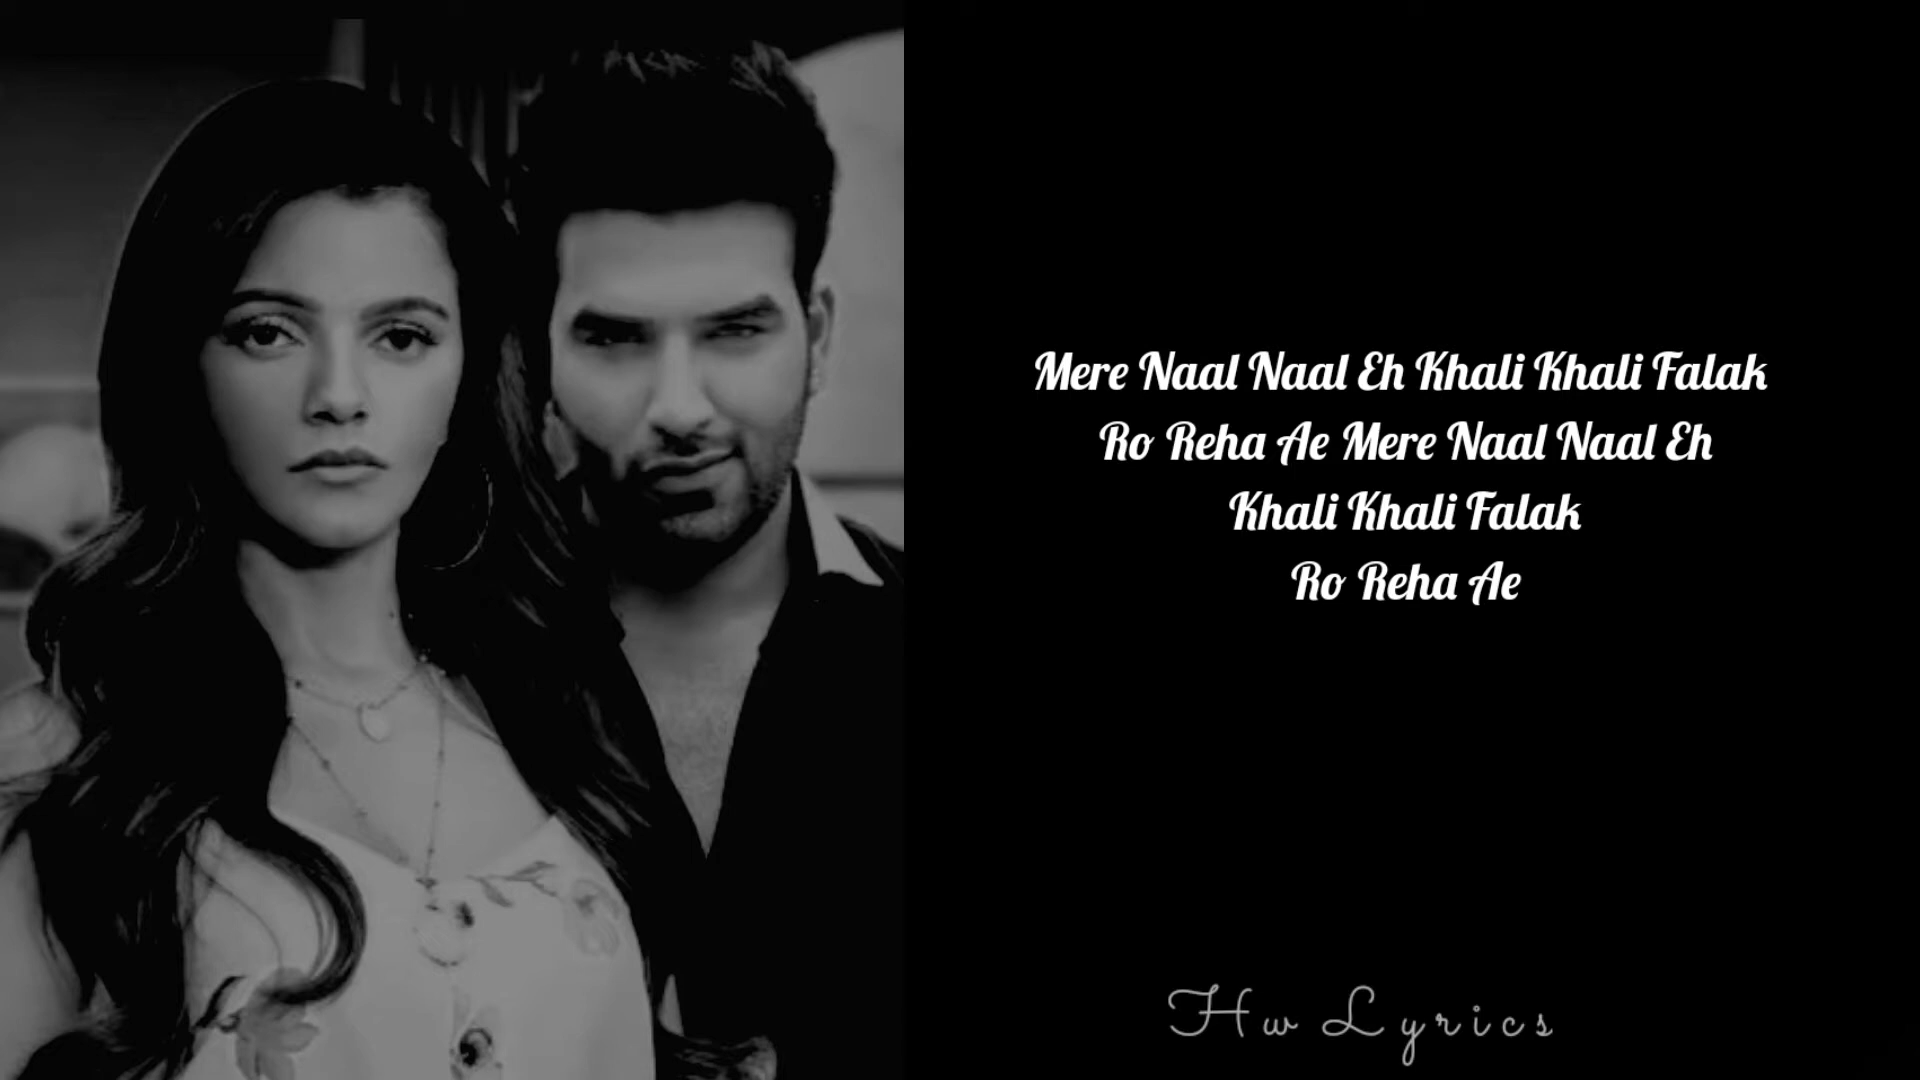 Mere Naal Naal Eh Khali Khali Falak
Ro Reha Ae Mere Naal Naal Eh
Khali Khali Falak
Ro Reha Ae
Hw Lyrics